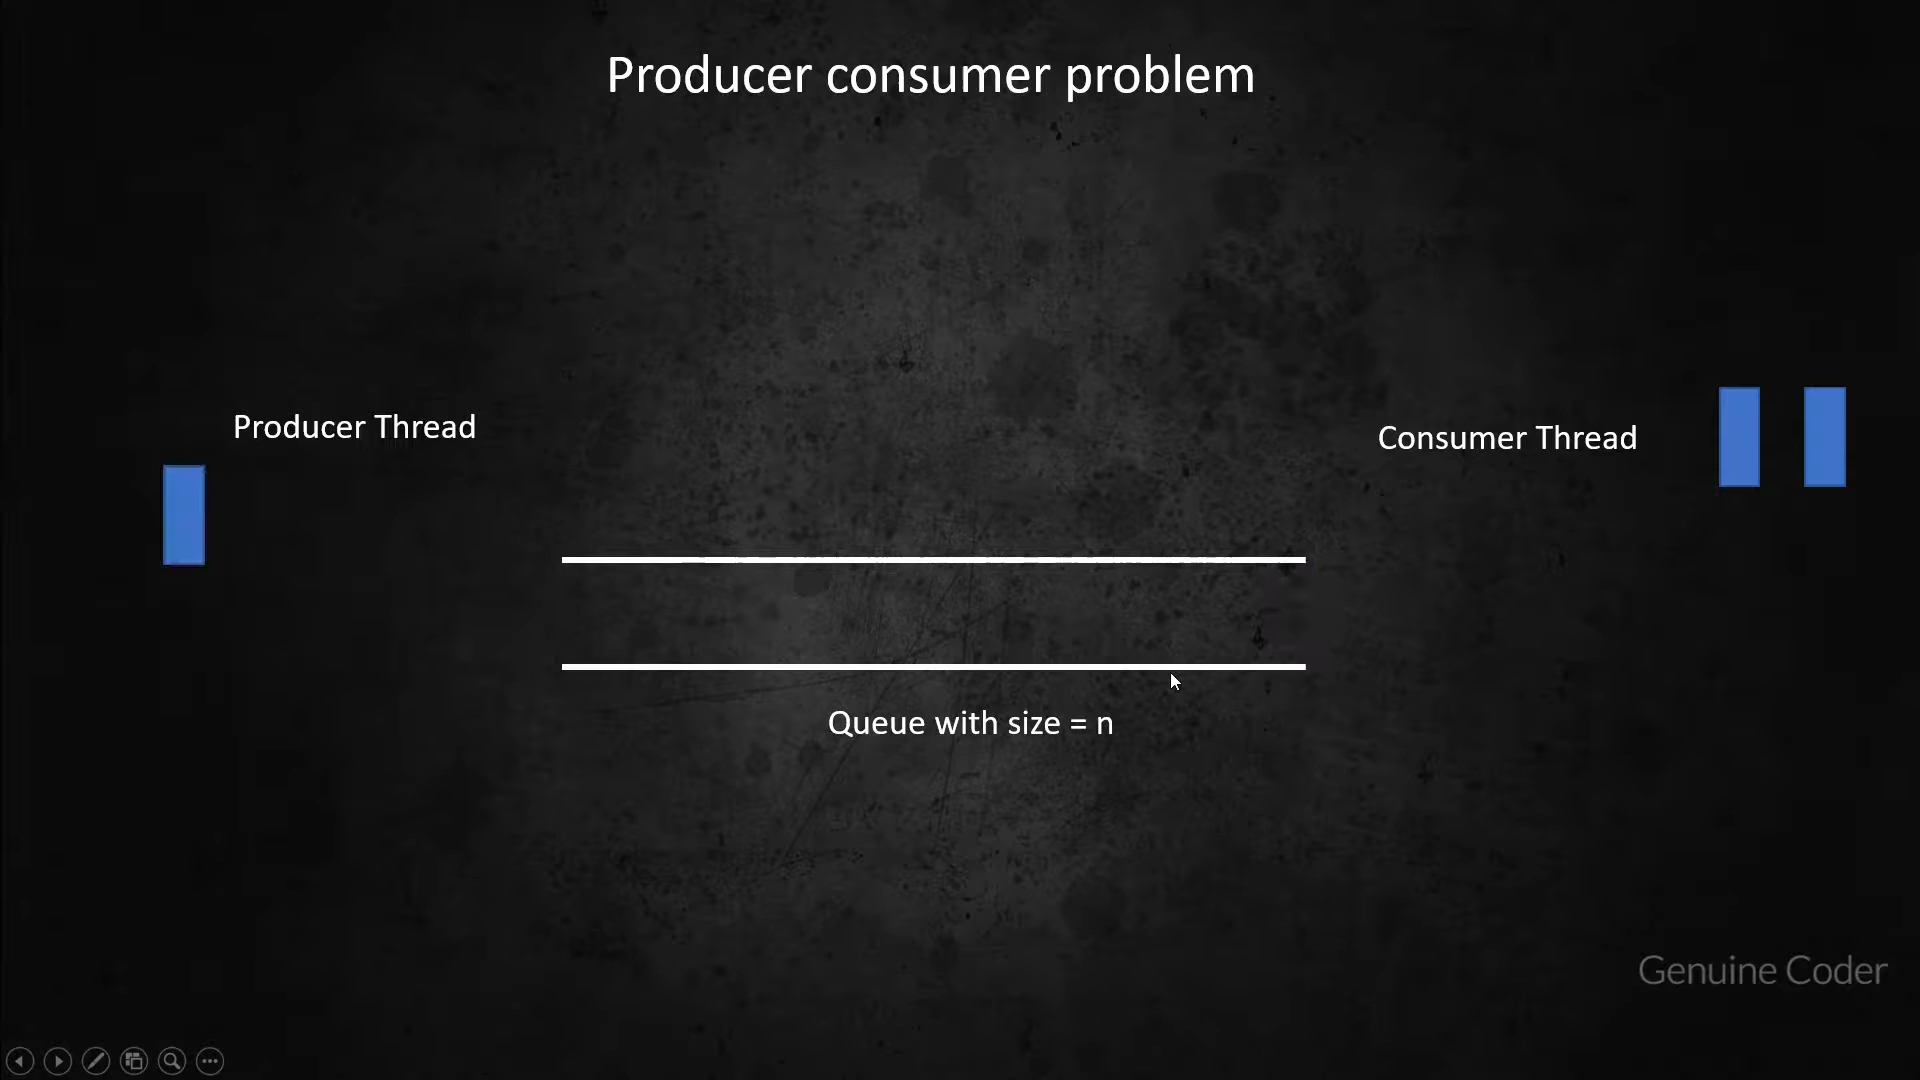 Producer consumer problem
Producer Thread
Consumer Thread
Queue with size = n
Genuine Coder